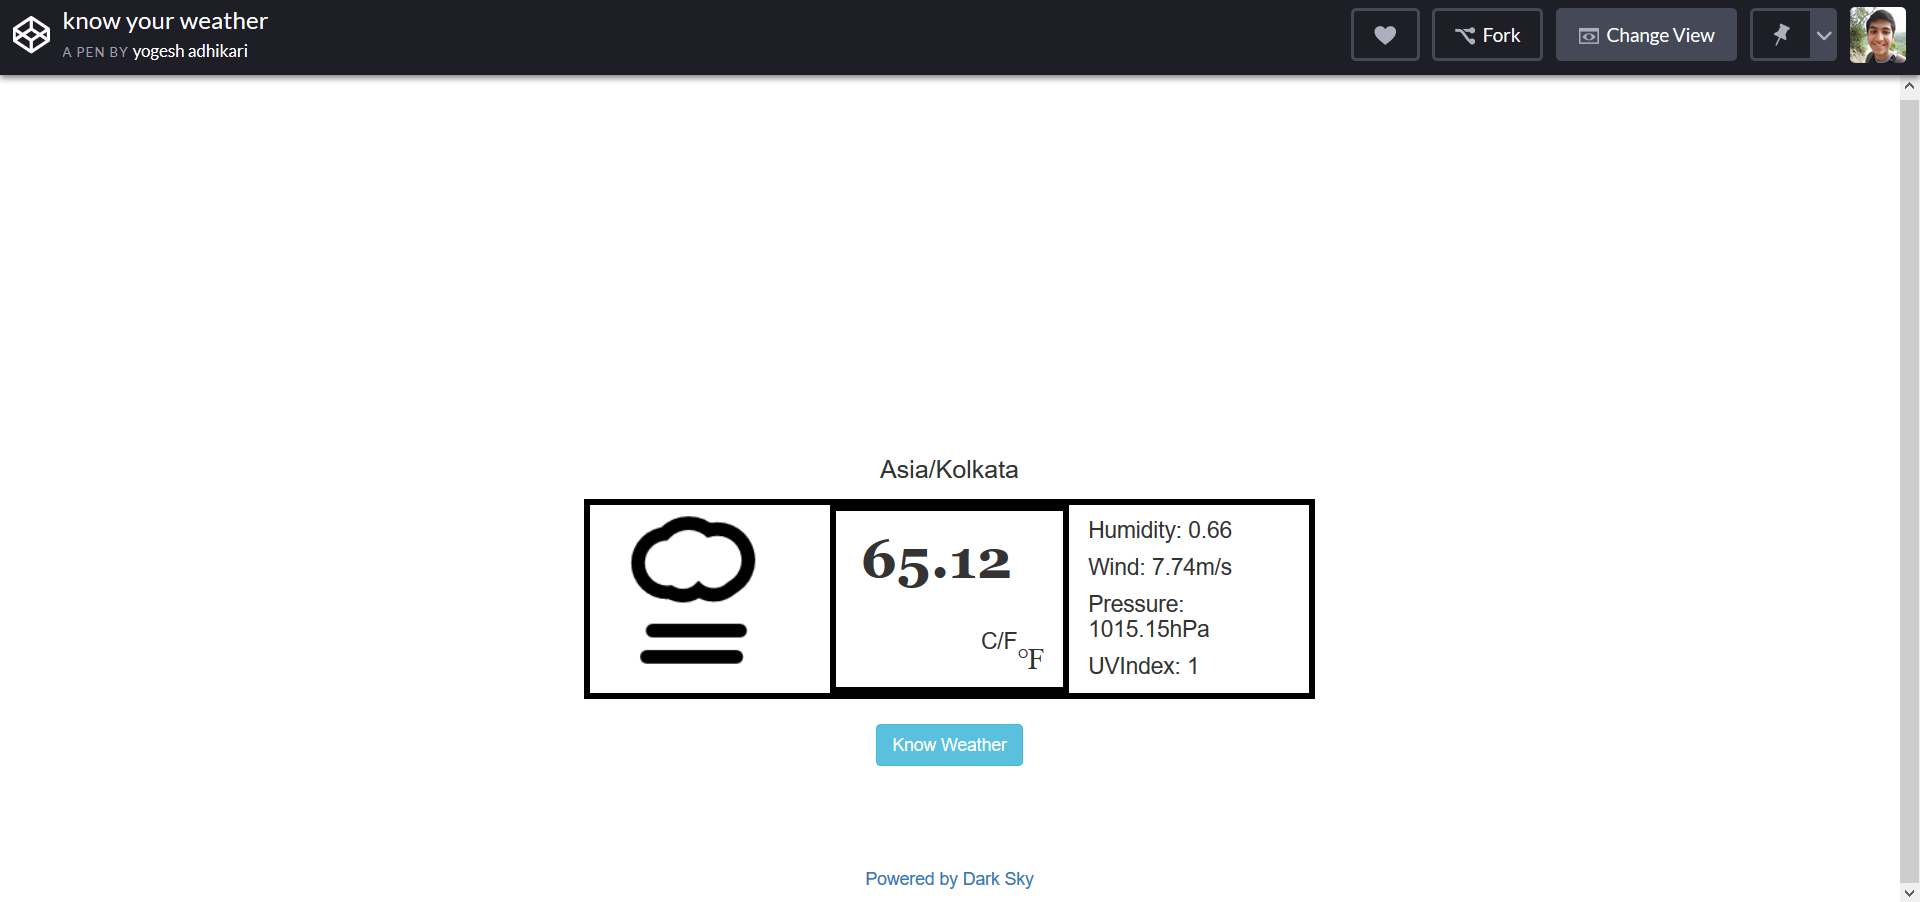 know your weather
A PEN BY yogesh adhikari
Fork
Change View
Asia/Kolkata
65.12
C/F
°F
Humidity: 0.66
Wind: 7.74m/s
Pressure:
1015.15hPa
UVIndex: 1
Know Weather
Powered by Dark Sky